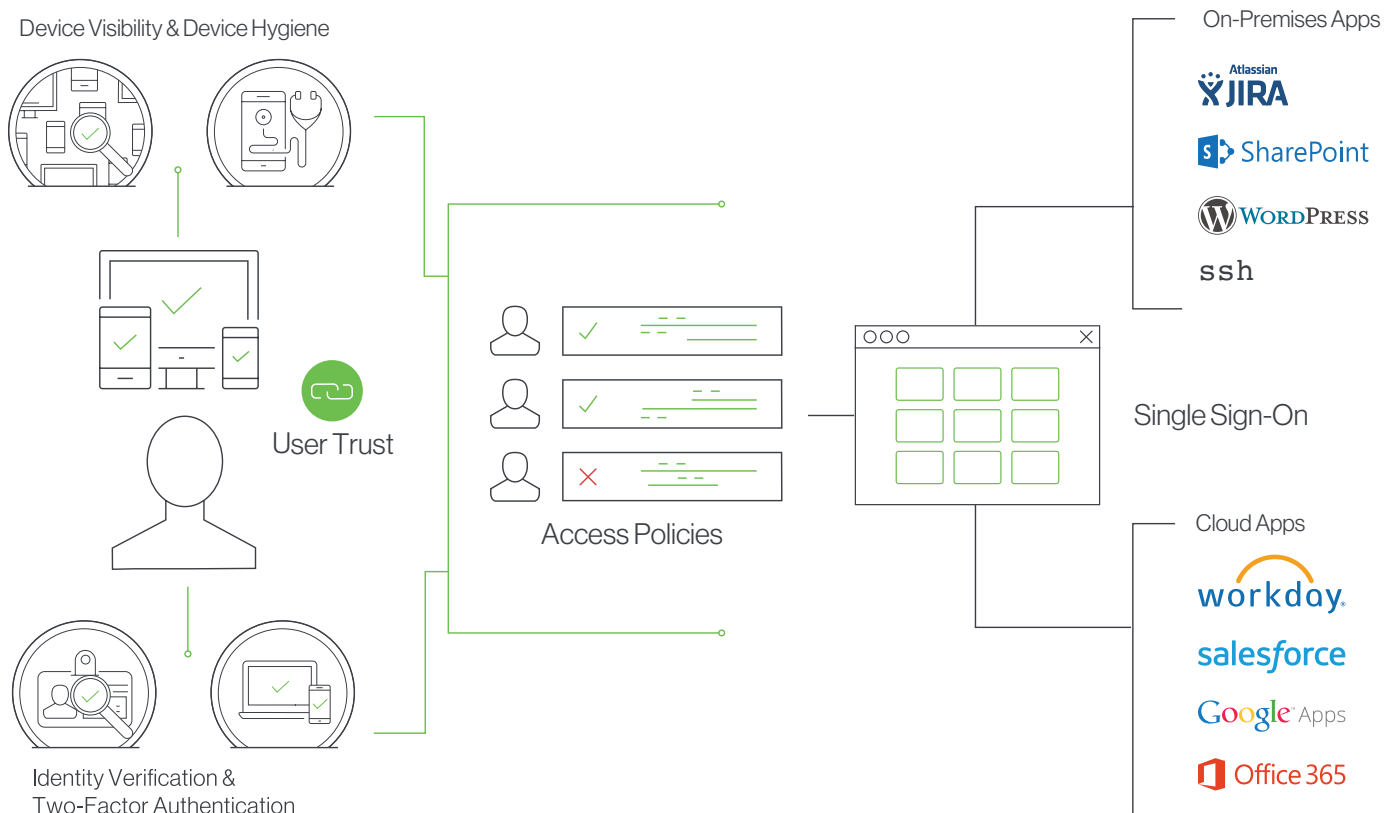 Device Visibility & Device Hygiene
User Trust
Identity Verification &
Two-Factor Authentication
Access Policies
Single Sign-On
On-Premises Apps
Atlassian
JIRA
S SharePoint
W WORDPRESS
ssh
Cloud Apps
workday®
salesforce
Google™ Apps
Office 365